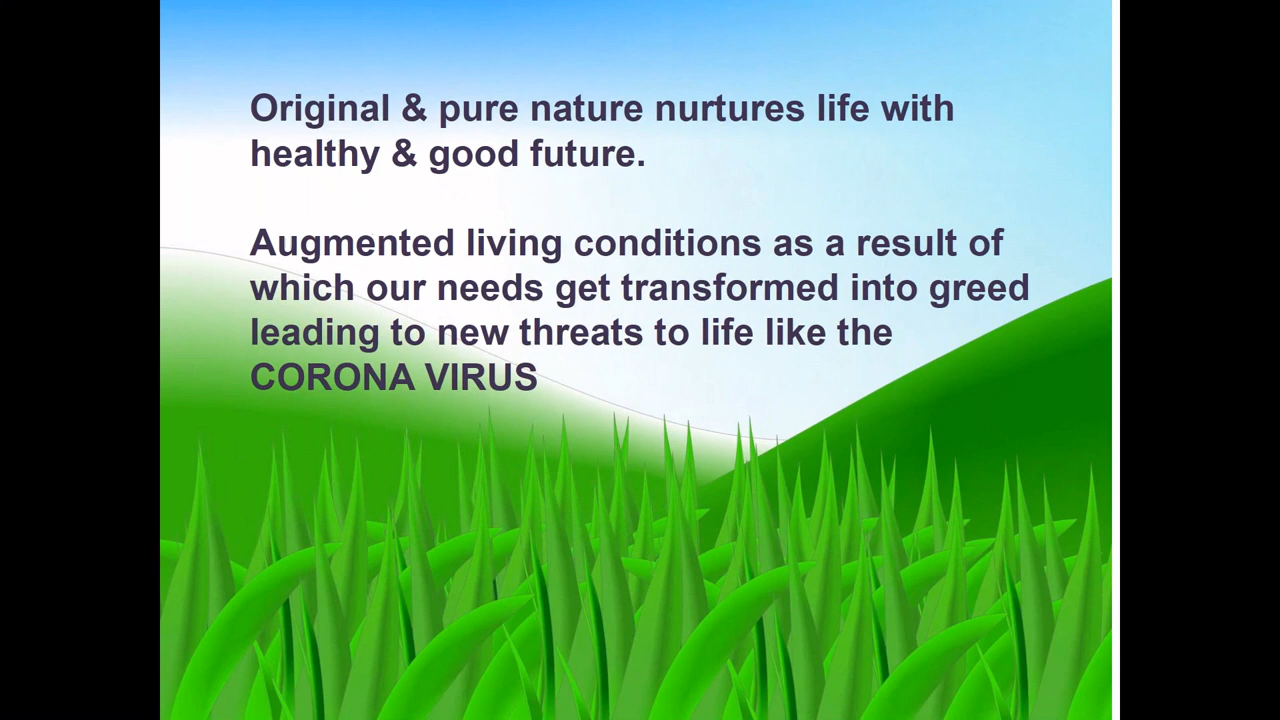 Original & pure nature nurtures life with
healthy & good future.
Augmented living conditions as a result of
which our needs get transformed into greed
leading to new threats to life like the
CORONA VIRUS